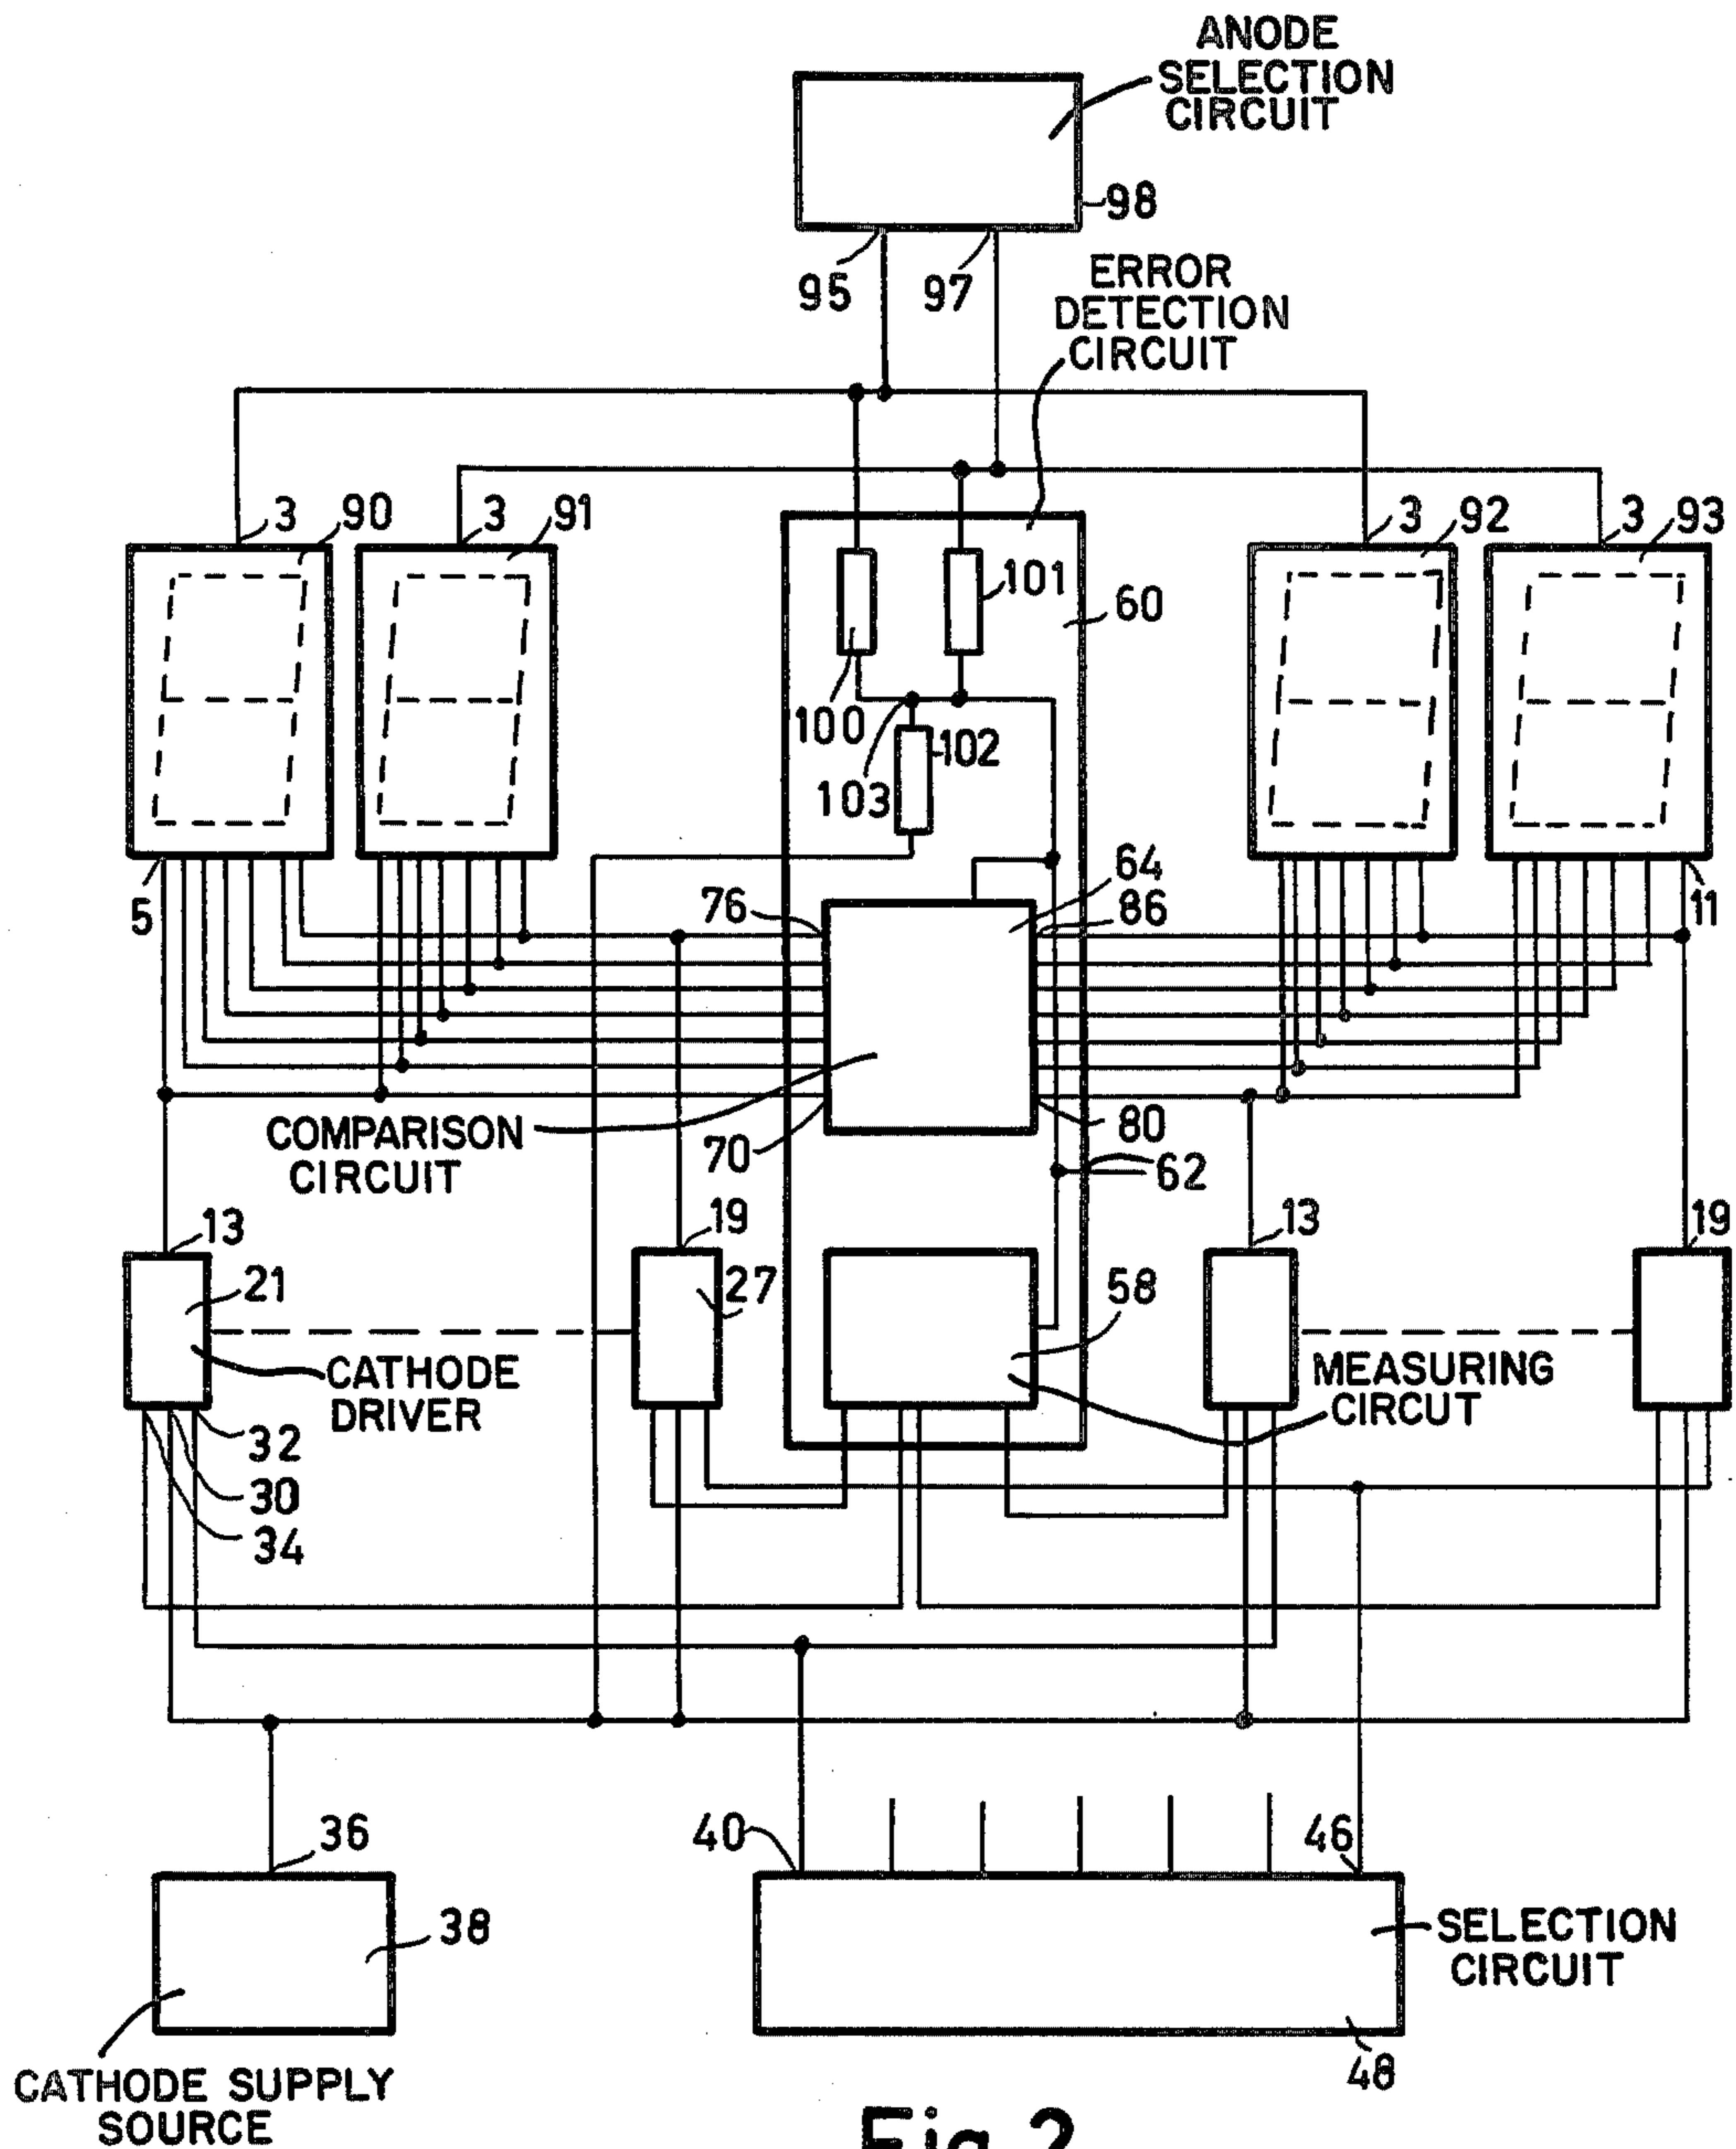 ANODE
SELECTION
CIRCUIT
98
95
97
ERROR
DETECTION
CIRCUIT
3
90
3
91
3
92
3
93
101
60
100
102
103
5
76
64
86
11
COMPARISON
CIRCUIT
70
80
62
13
19
13
19
21
27
58
CATHODE
DRIVER
MEASURING
CIRCUT
32
30
34
36
40
46
38
SELECTION
CIRCUIT
48
CATHODE SUPPLY
SOURCE
Fig.2